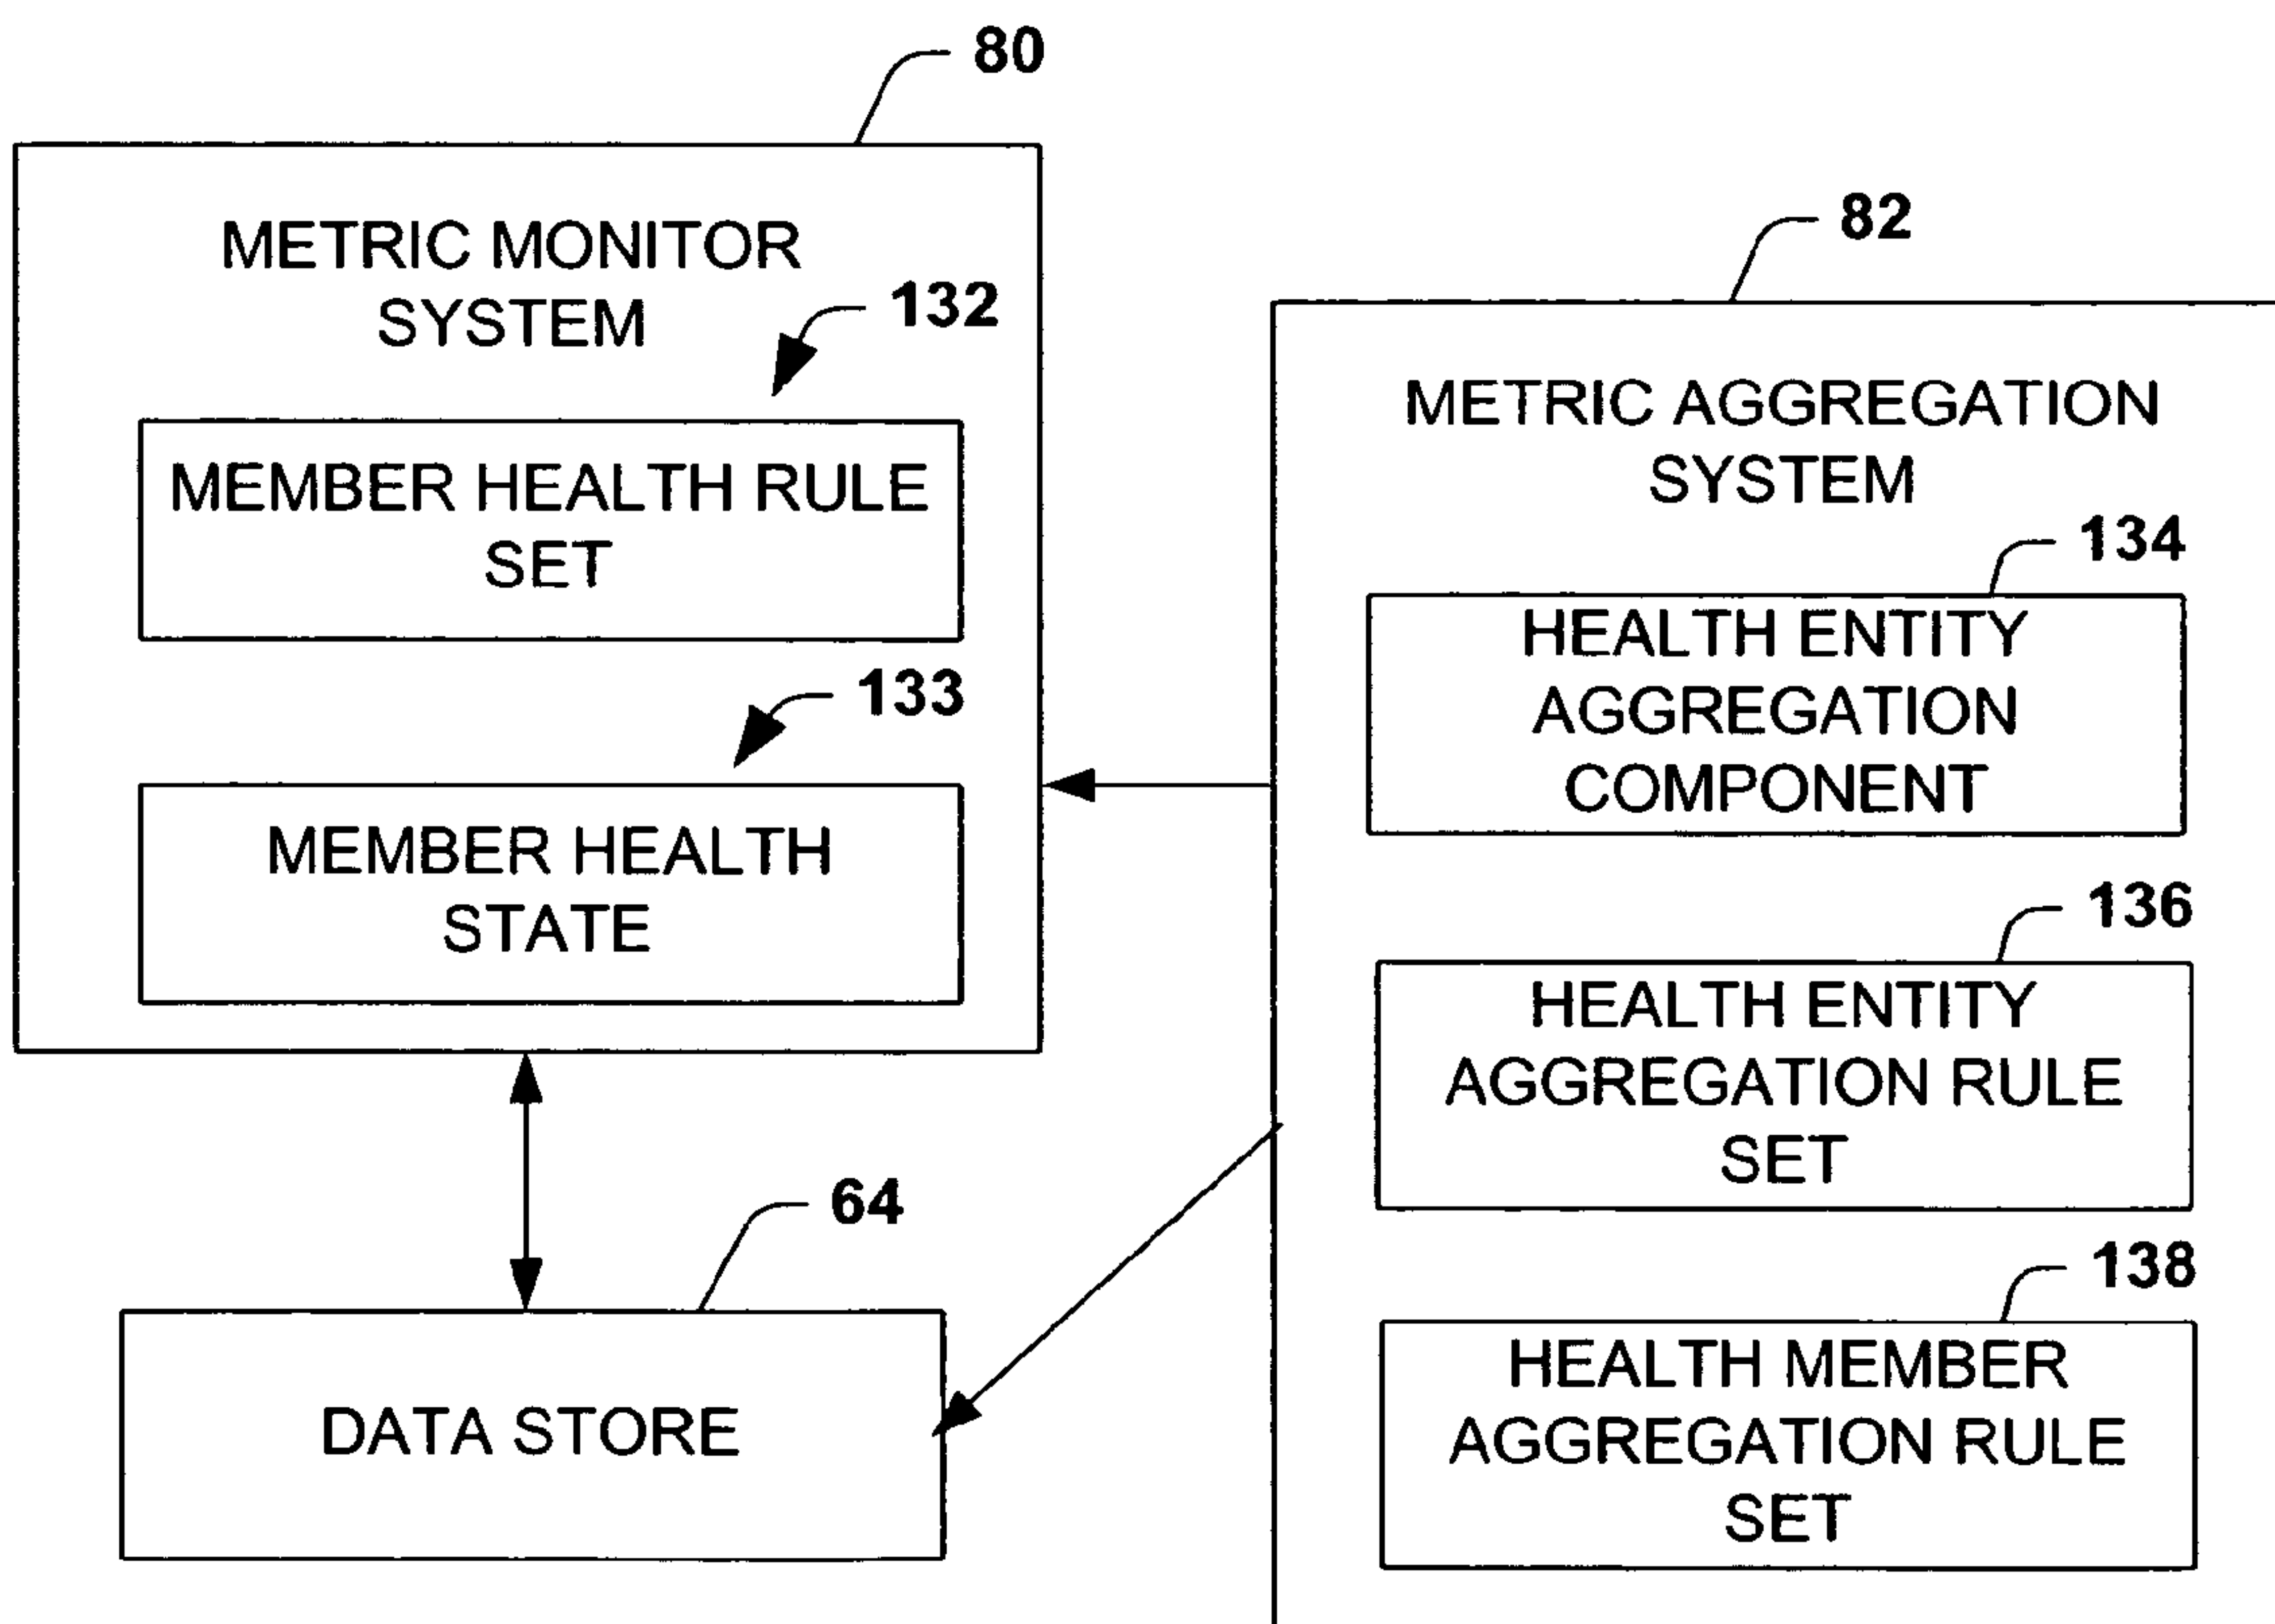 80
METRIC MONITOR
SYSTEM
132
MEMBER HEALTH RULE
SET
133
MEMBER HEALTH
STATE
64
DATA STORE
82
METRIC AGGREGATION
SYSTEM
134
HEALTH ENTITY
AGGREGATION
COMPONENT
136
HEALTH ENTITY
AGGREGATION RULE
SET
138
HEALTH MEMBER
AGGREGATION RULE
SET